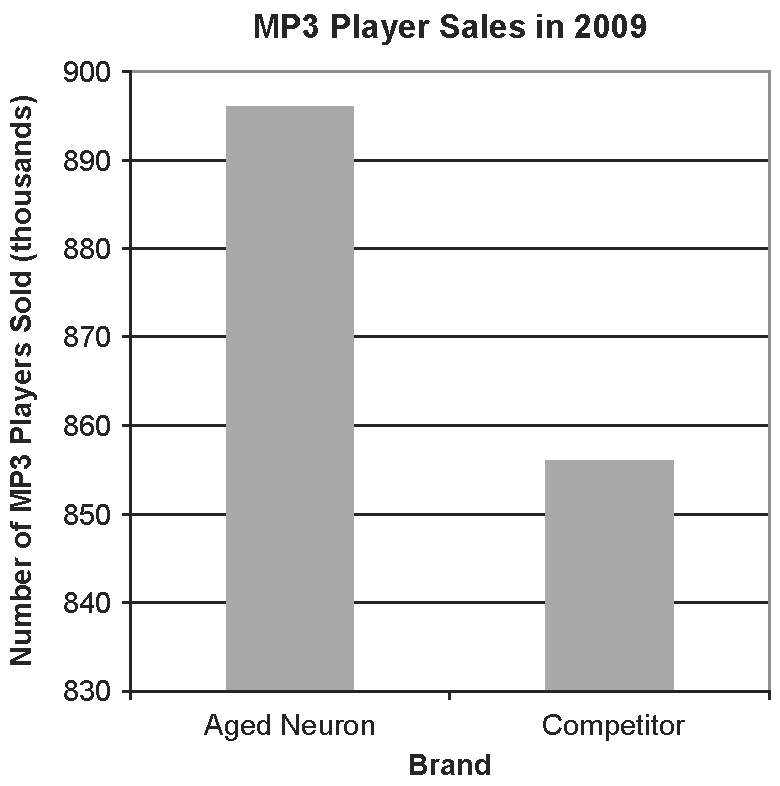 MP3 Player Sales in 2009
Number of MP3 Players Sold (thousands)
900
890
880
870
860
850
840
830
Aged Neuron
Competitor
Brand